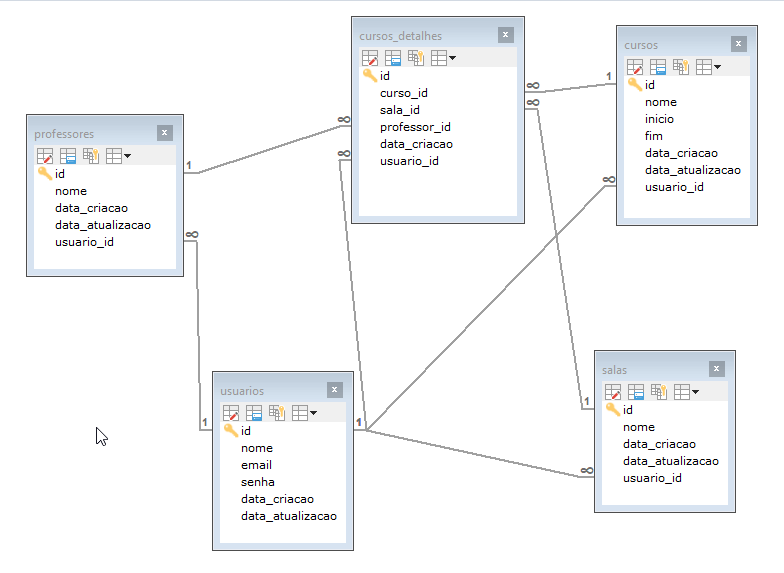 cursos_detalhes
id
curso_id
sala_id
professor_id
data_criacao
usuario_id
cursos
id
nome
inicio
fim
data_criacao
data_atualizacao
usuario_id
professores
id
nome
data_criacao
data_atualizacao
usuario_id
usuarios
id
nome
email
senha
data_criacao
data_atualizacao
salas
id
nome
data_criacao
data_atualizacao
usuario_id
1
∞
∞
∞
∞
1
∞
∞
1
1
1
∞